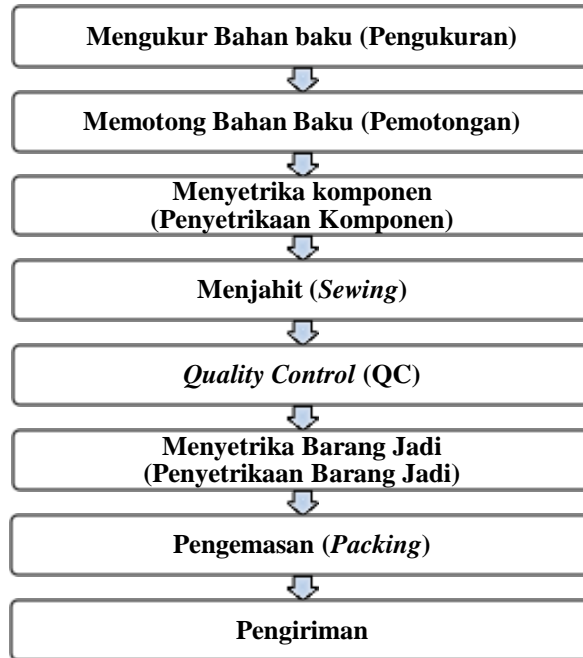 Mengukur Bahan baku (Pengukuran)
Memotong Bahan Baku (Pemotongan)
Menyetrika komponen
(Penyetrikaan Komponen)
Menjahit (Sewing)
Quality Control (QC)
Menyetrika Barang Jadi
(Penyetrikaan Barang Jadi)
Pengemasan (Packing)
Pengiriman